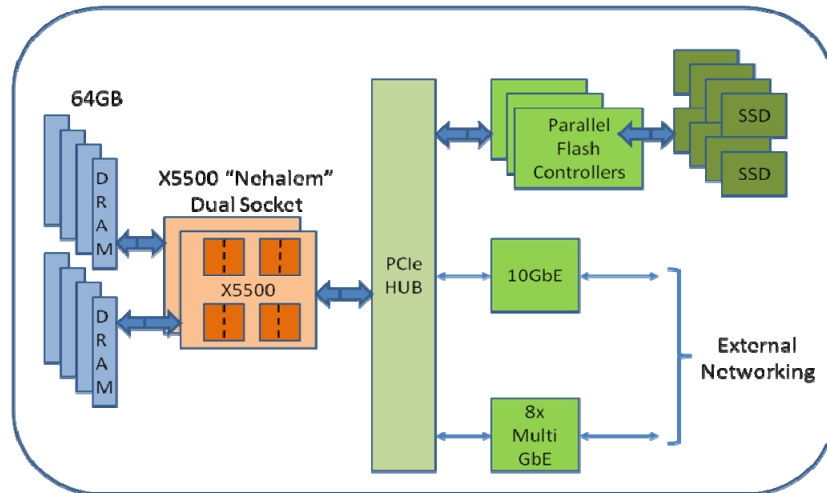 64GB
D
R
A
M
D
R
A
M
X5500 “Nehalem”
Dual Socket
X5500
PCIe
HUB
Parallel
Flash
Controllers
SSD
SSD
10GbE
8x
Multi
GbE
External
Networking